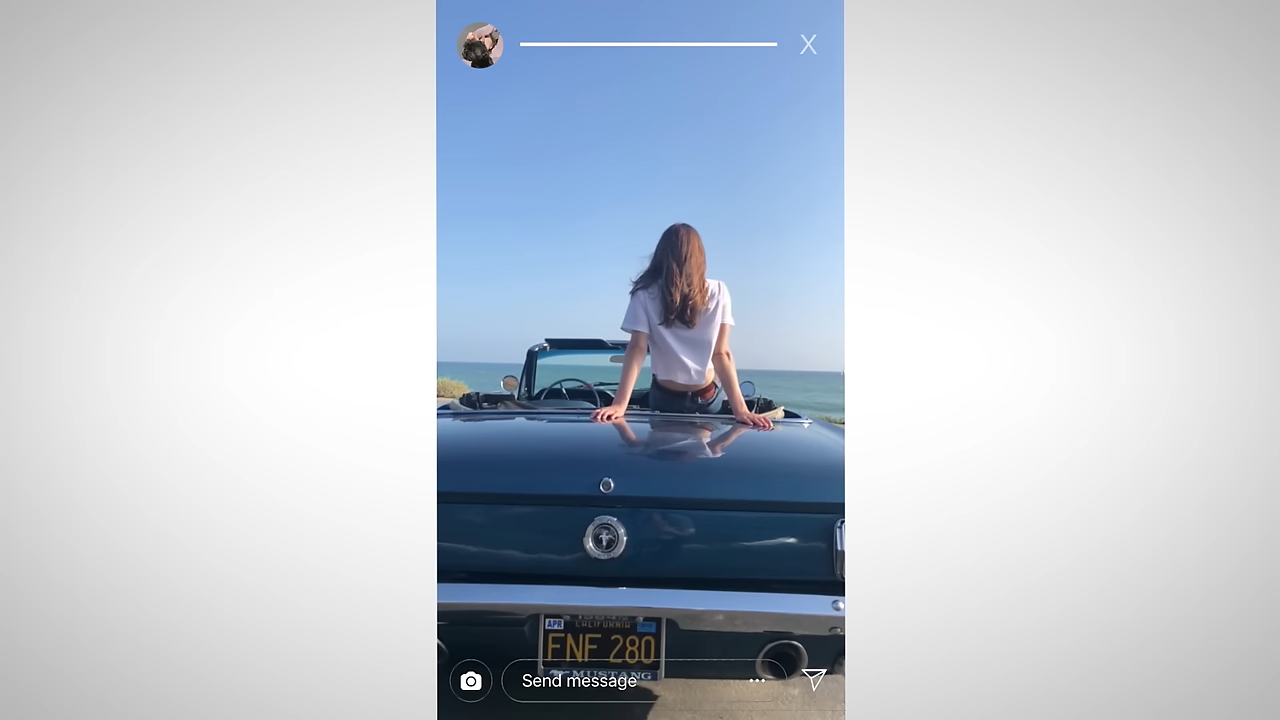 X
APR
CALIFORNIA
FNF 280
MUSTANG
Send message